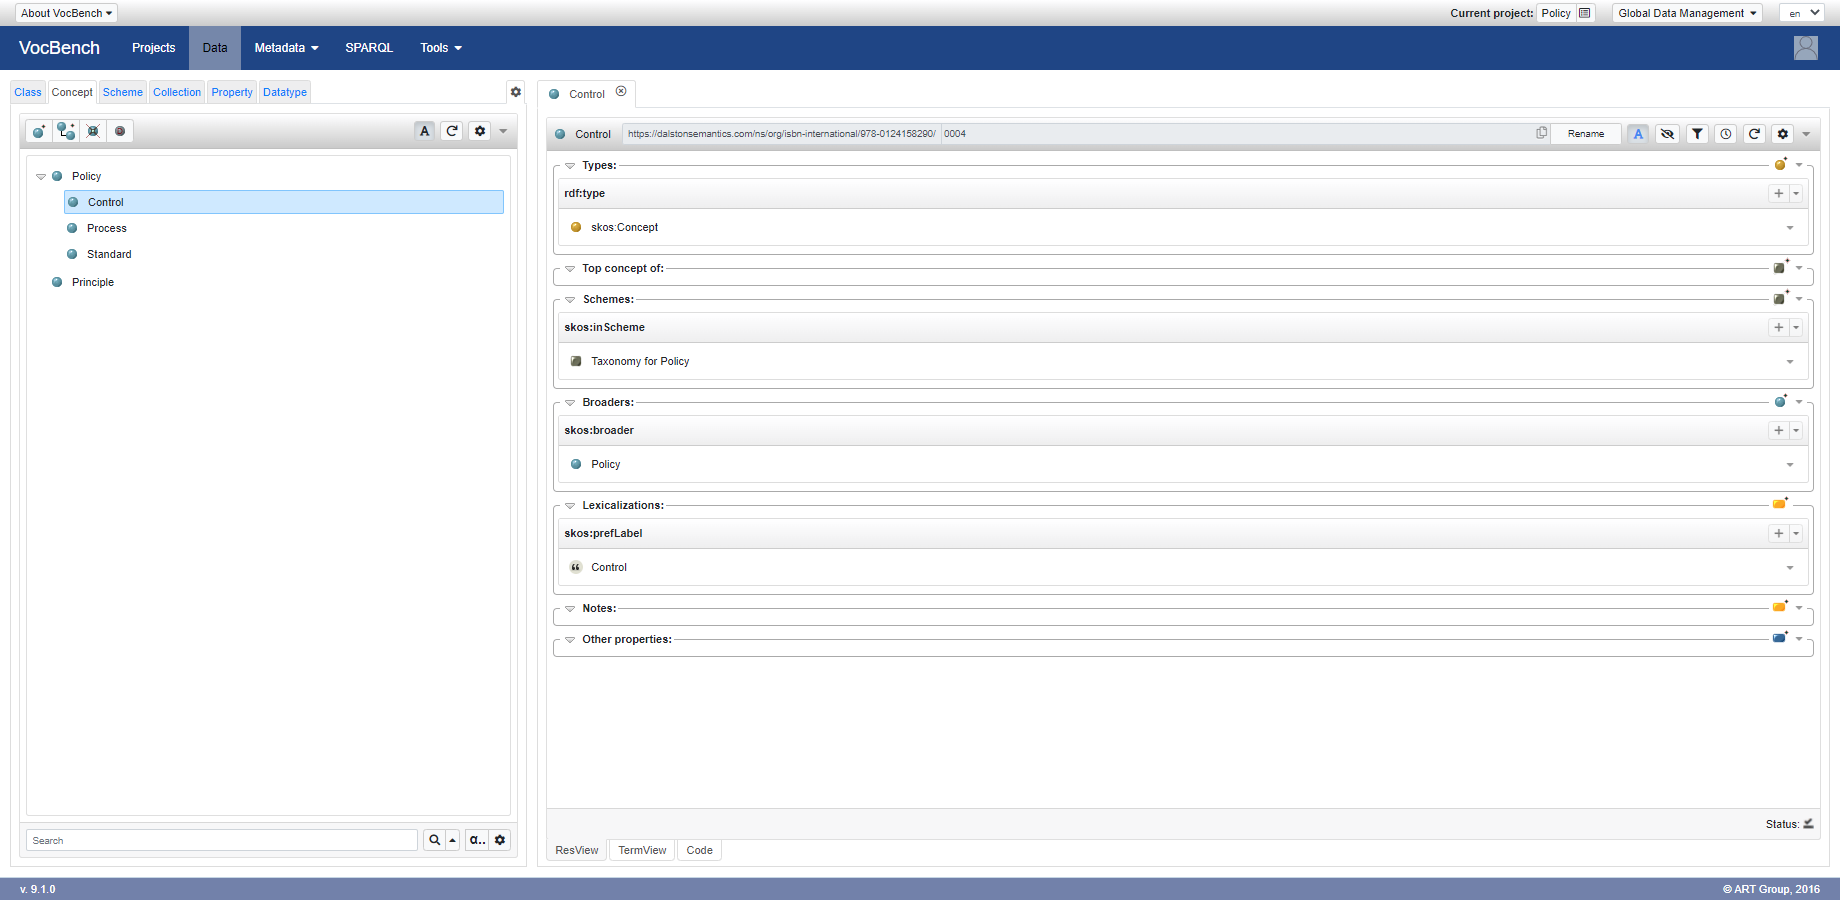 About VocBench
Current project: Policy
Global Data Management
en
VocBench
Projects
Data
Metadata
SPARQL
Tools
Class
Concept
Scheme
Collection
Property
Datatype
A
Policy
Control
Process
Standard
Principle
Search
α..
Control
Control
https://dalstonsemantics.com/ns/org/isbn-international/978-0124158290/ 0004
Rename
A
Types:
rdf:type
skos:Concept
Top concept of:
Schemes:
skos:inScheme
Taxonomy for Policy
Broaders:
skos:broader
Policy
Lexicalizations:
skos:prefLabel
Control
Notes:
Other properties:
Status:
ResView
TermView
Code
v. 9.1.0
© ART Group, 2016